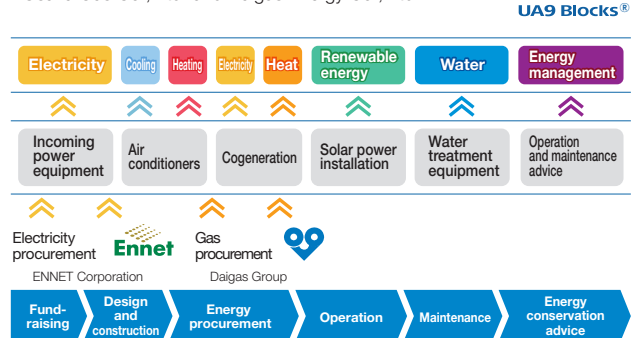 UA9 Blocks®
Electricity
Cooling
Heating
Electricity
Heat
Renewable
energy
Water
Energy
management
Incoming
power
equipment
Air
conditioners
Cogeneration
Solar power
installation
Water
treatment
equipment
Operation
and maintenance
advice
Electricity
procurement
Ennet
Gas
procurement
ENNET Corporation
Daigas Group
Fund-
raising
Design
and
construction
Energy
procurement
Operation
Maintenance
Energy
conservation
advice